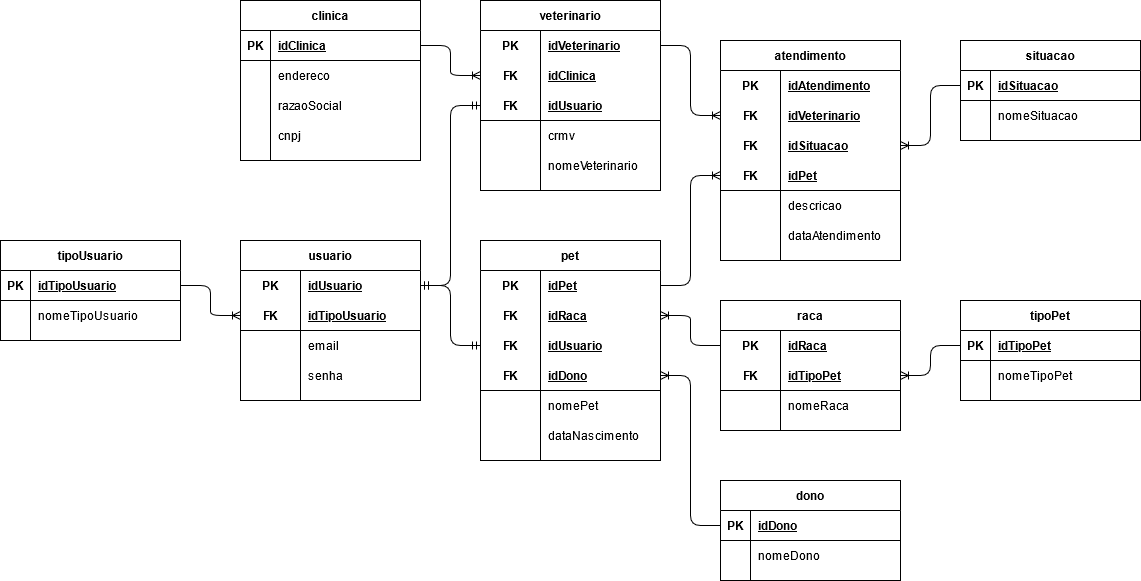 clinica
PK idClinica
endereco
razaoSocial
cnpj
veterinario
PK idVeterinario
FK idClinica
FK idUsuario
crmv
nomeVeterinario
atendimento
PK idAtendimento
FK idVeterinario
FK idSituacao
FK idPet
descricao
dataAtendimento
situacao
PK idSituacao
nomeSituacao
tipoUsuario
PK idTipoUsuario
nomeTipoUsuario
usuario
PK idUsuario
FK idTipoUsuario
email
senha
pet
PK idPet
FK idRaca
FK idUsuario
FK idDono
nomePet
dataNascimento
raca
PK idRaca
FK idTipoPet
nomeRaca
tipoPet
PK idTipoPet
nomeTipoPet
dono
PK idDono
nomeDono